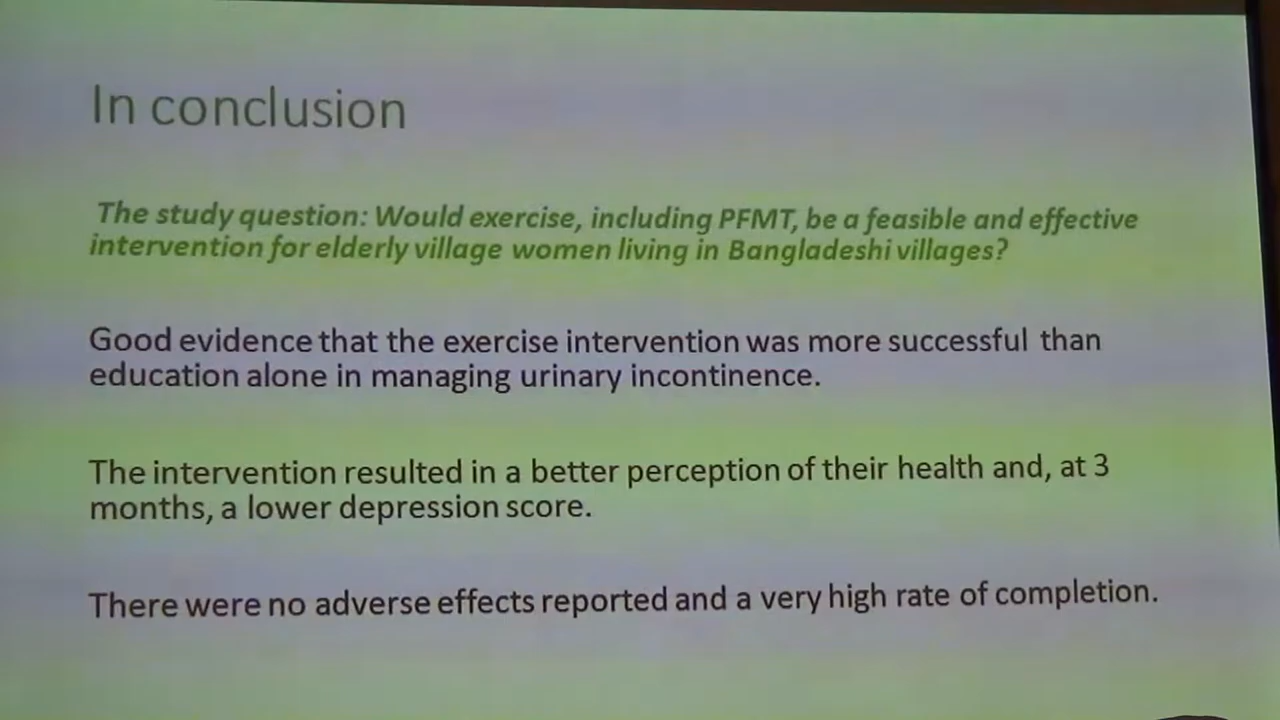 In conclusion
The study question: Would exercise, including PFMT, be a feasible and effective
intervention for elderly village women living in Bangladeshi villages?
Good evidence that the exercise intervention was more successful than
education alone in managing urinary incontinence.
The intervention resulted in a better perception of their health and, at 3
months, a lower depression score.
There were no adverse effects reported and a very high rate of completion.